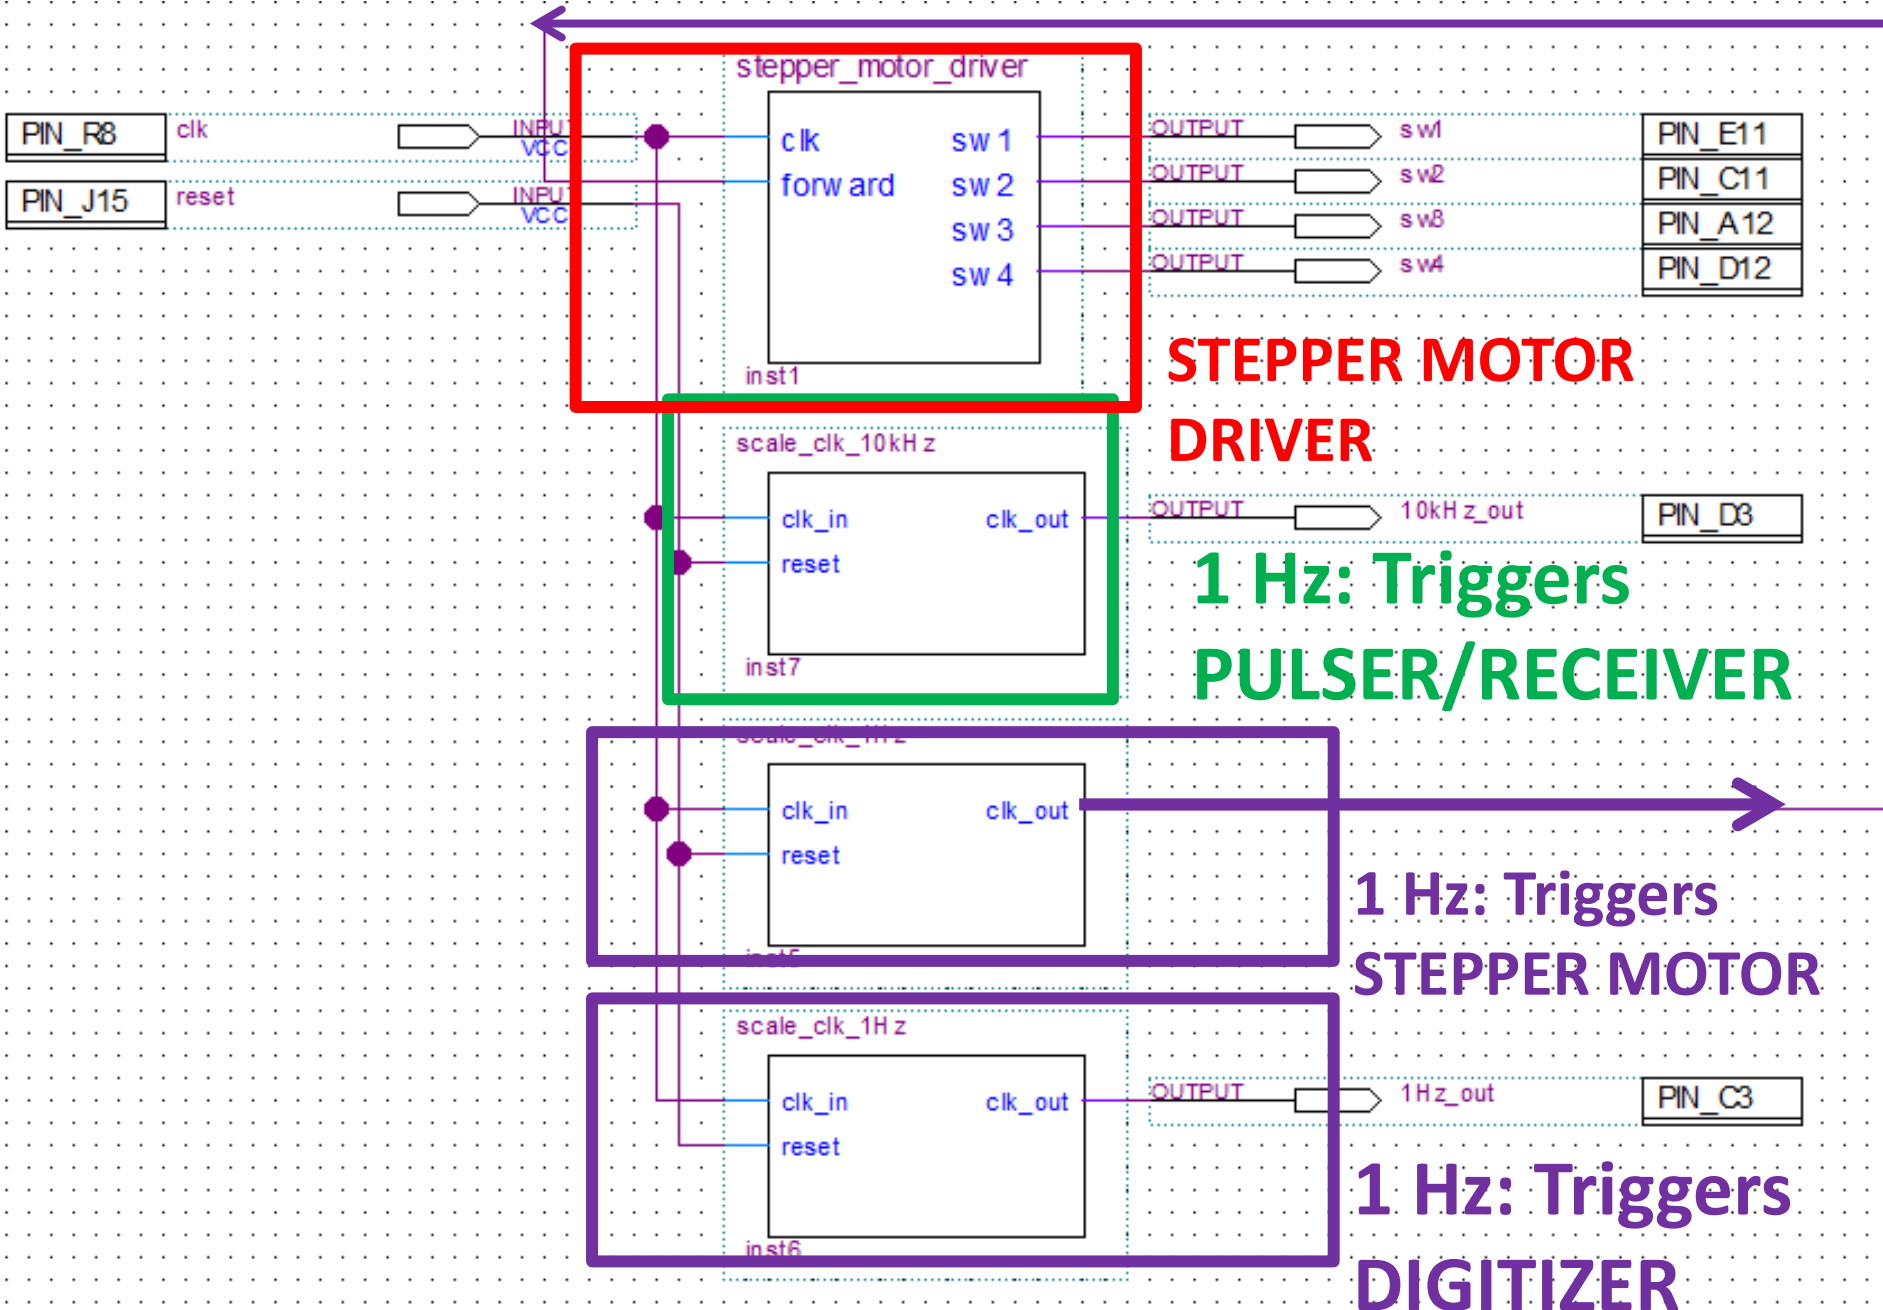 stepper_motor_driver
PIN_R8 clk INPUT VCC
clk sw1 OUTPUT sw1 PIN_E11
PIN_J15 reset INPUT VCC
forward sw2 OUTPUT sw2 PIN_C11
sw3 OUTPUT sw3 PIN_A12
sw4 OUTPUT sw4 PIN_D12
inst1
STEPPER MOTOR
DRIVER
scale_clk_10kHz
clk_in clk_out OUTPUT 10kHz_out PIN_D3
reset
inst7
1 Hz: Triggers
PULSER/RECEIVER
scale_clk_1Hz
clk_in clk_out
reset
inst5
1 Hz: Triggers
STEPPER MOTOR
scale_clk_1Hz
clk_in clk_out OUTPUT 1Hz_out PIN_C3
reset
inst6
1 Hz: Triggers
DIGITIZER